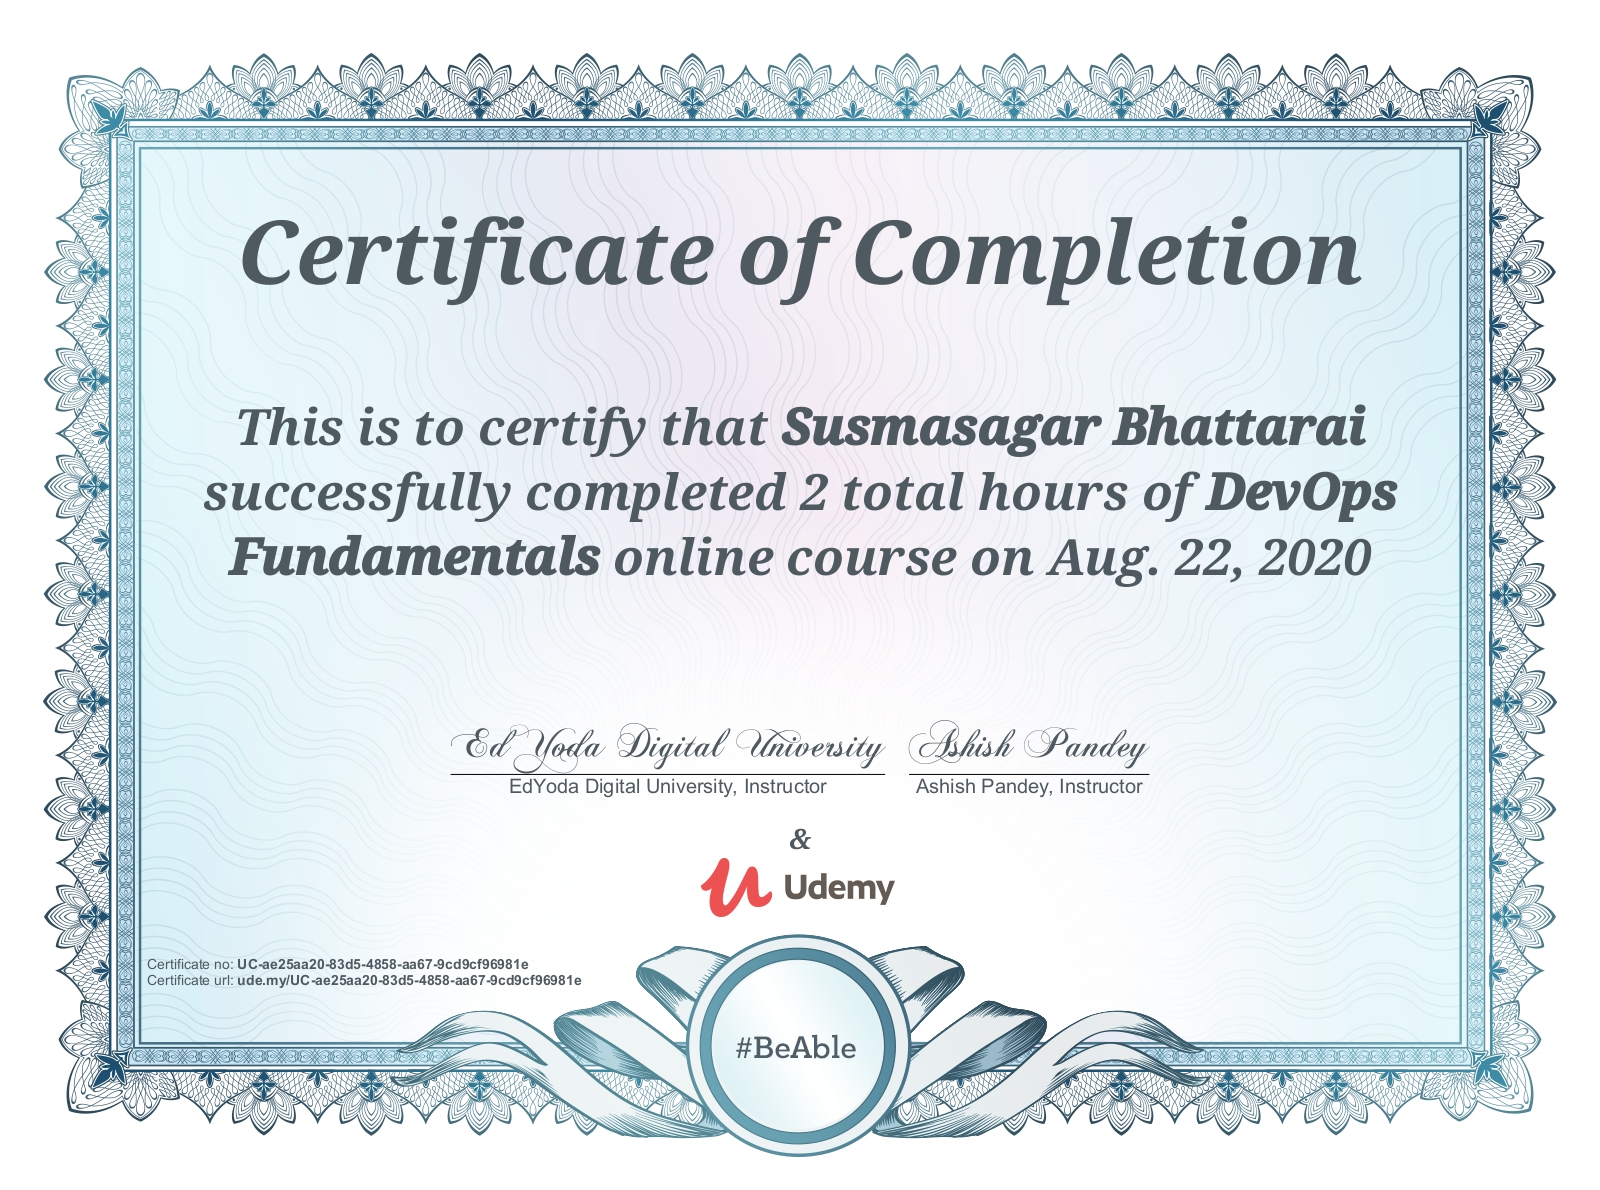 Certificate of Completion
This is to certify that Susmasagar Bhattarai
successfully completed 2 total hours of DevOps
Fundamentals online course on Aug. 22, 2020
Ed Yoda Digital University Ashish Pandey
EdYoda Digital University, Instructor Ashish Pandey, Instructor
&
Udemy
Certificate no: UC-ae25aa20-83d5-4858-aa67-9cd9cf96981e
Certificate url: ude.my/UC-ae25aa20-83d5-4858-aa67-9cd9cf96981e
#BeAble